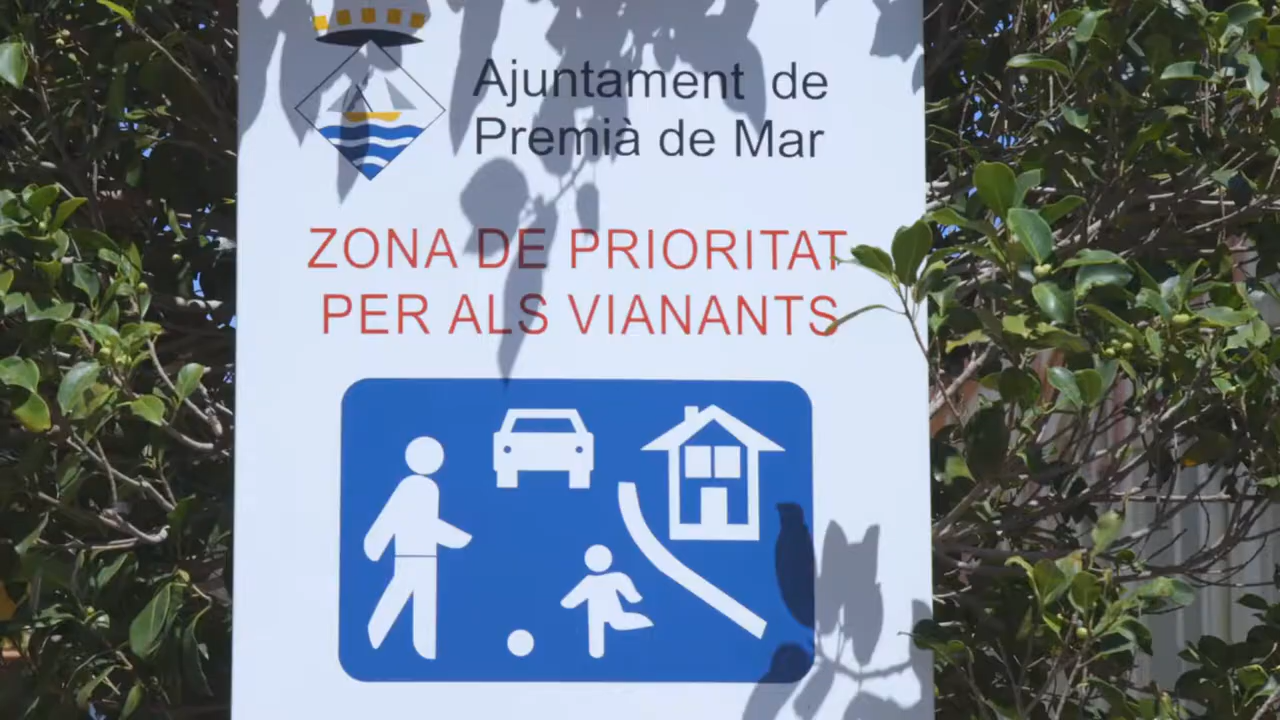 Ajuntament de
Premià de Mar
ZONA DE PRIORITAT
PER ALS VIANANTS